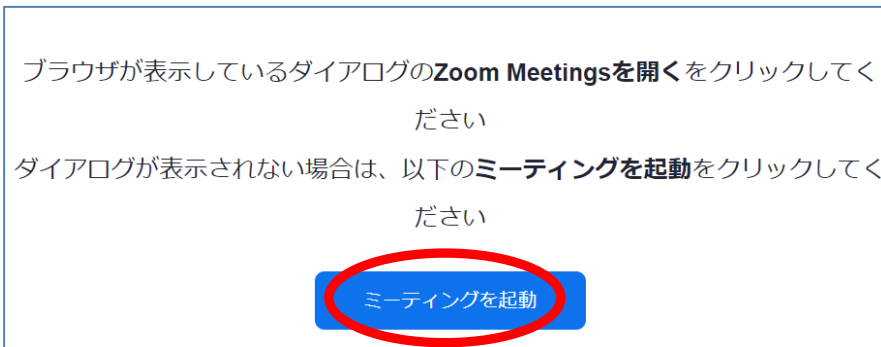 ブラウザが表示しているダイアログのZoom Meetingsを開くをクリックしてく
ださい
ダイアログが表示されない場合は、以下のミーティングを起動をクリックしてく
ださい
ミーティングを起動